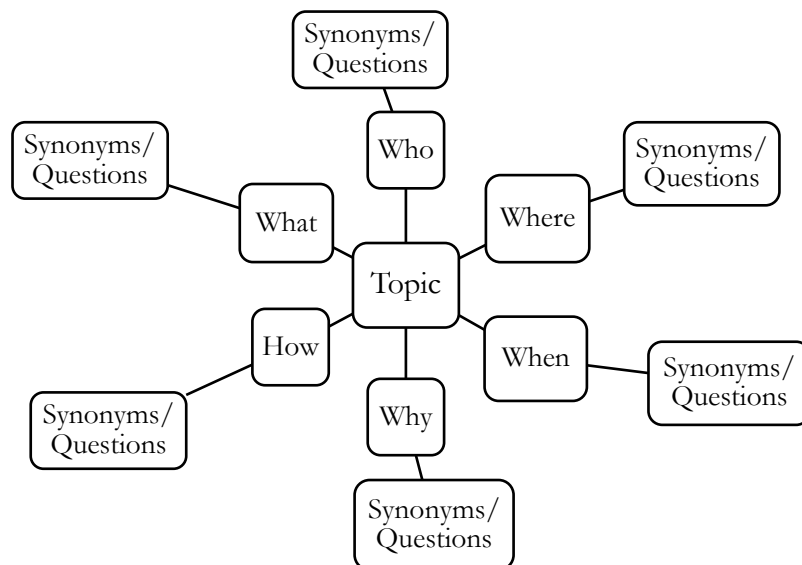 Synonyms/
Questions
Who
Synonyms/
Questions
What
Synonyms/
Questions
Where
Topic
How
Synonyms/
Questions
When
Synonyms/
Questions
Why
Synonyms/
Questions